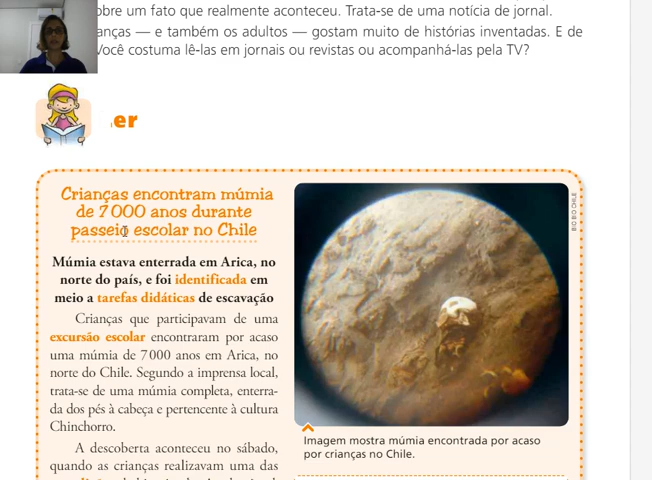 obre um fato que realmente aconteceu. Trata-se de uma notícia de jornal.
anças — e também os adultos — gostam muito de histórias inventadas. E de
Você costuma lê-las em jornais ou revistas ou acompanhá-las pela TV?
er
Crianças encontram múmia
de 7000 anos durante
passeio escolar no Chile
Múmia estava enterrada em Arica, no
norte do país, e foi identificada em
meio a tarefas didáticas de escavação
Crianças que participavam de uma
excursão escolar encontraram por acaso
uma múmia de 7000 anos em Arica, no
norte do Chile. Segundo a imprensa local,
trata-se de uma múmia completa, enterra-
da dos pés à cabeça e pertencente à cultura
Chinchorro.
A descoberta aconteceu no sábado,
quando as crianças realizavam uma das
BIO BIO CHILE
Imagem mostra múmia encontrada por acaso
por crianças no Chile.